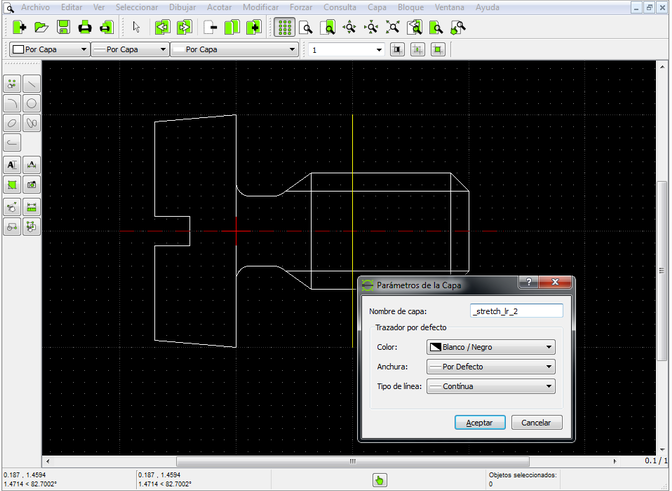 Archivo Editar Ver Seleccionar Dibujar Acotar Modificar Forzar Consulta Capa Bloque Ventana Ayuda
Por Capa Por Capa Por Capa 1
Parámetros de la Capa
Nombre de capa: _stretch_lr_2
Trazador por defecto
Color: Blanco / Negro
Anchura: Por Defecto
Tipo de línea: Contínua
Aceptar Cancelar
0.1 / 1
0.187 , 1.4594 0.187 , 1.4594 Objetos seleccionados:
1.4714 < 82.7002° 1.4714 < 82.7002° 0